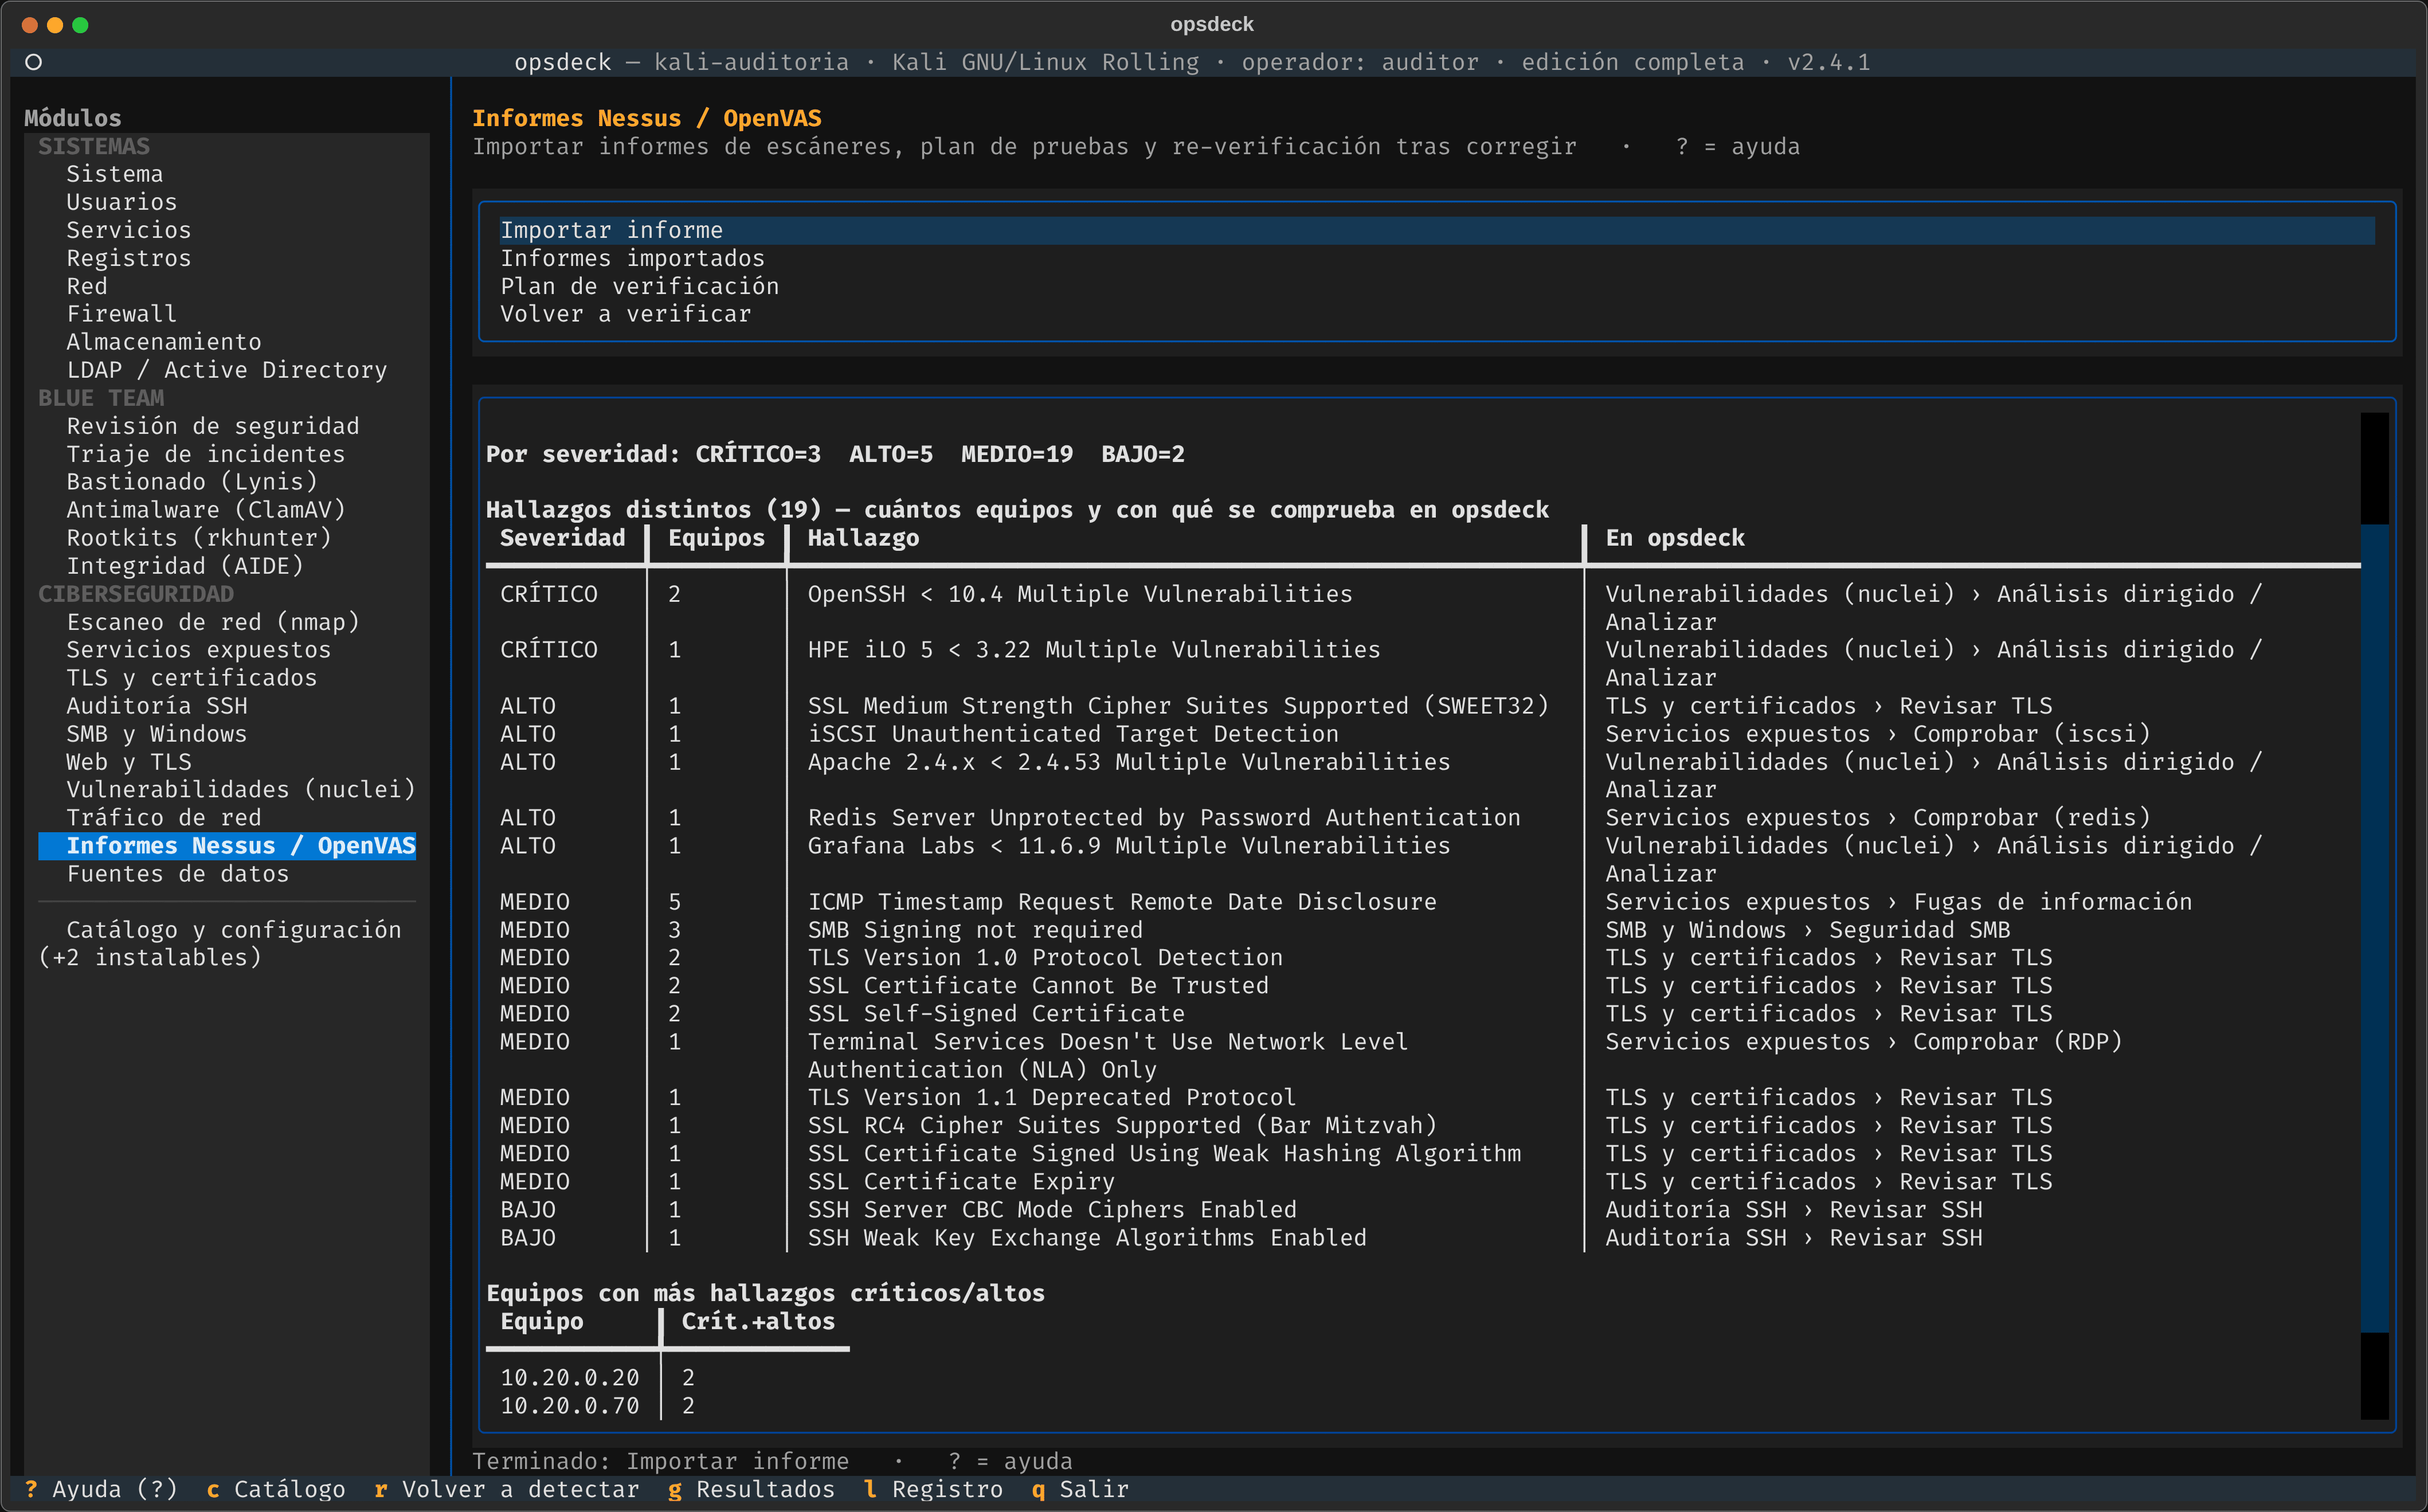 opsdeck
opsdeck — kali-auditoria · Kali GNU/Linux Rolling · operador: auditor · edición completa · v2.4.1
Módulos
SISTEMAS
Sistema
Usuarios
Servicios
Registros
Red
Firewall
Almacenamiento
LDAP / Active Directory
BLUE TEAM
Revisión de seguridad
Triaje de incidentes
Bastionado (Lynis)
Antimalware (ClamAV)
Rootkits (rkhunter)
Integridad (AIDE)
CIBERSEGURIDAD
Escaneo de red (nmap)
Servicios expuestos
TLS y certificados
Auditoría SSH
SMB y Windows
Web y TLS
Vulnerabilidades (nuclei)
Tráfico de red
Informes Nessus / OpenVAS
Fuentes de datos
Catálogo y configuración
(+2 instalables)
Informes Nessus / OpenVAS
Importar informes de escáneres, plan de pruebas y re-verificación tras corregir · ? = ayuda
Importar informe
Informes importados
Plan de verificación
Volver a verificar
Por severidad: CRÍTICO=3 ALTO=5 MEDIO=19 BAJO=2
Hallazgos distintos (19) — cuántos equipos y con qué se comprueba en opsdeck
Severidad Equipos Hallazgo En opsdeck
CRÍTICO 2 OpenSSH < 10.4 Multiple Vulnerabilities Vulnerabilidades (nuclei) › Análisis dirigido /
Analizar
CRÍTICO 1 HPE iLO 5 < 3.22 Multiple Vulnerabilities Vulnerabilidades (nuclei) › Análisis dirigido /
Analizar
ALTO 1 SSL Medium Strength Cipher Suites Supported (SWEET32) TLS y certificados › Revisar TLS
ALTO 1 iSCSI Unauthenticated Target Detection Servicios expuestos › Comprobar (iscsi)
ALTO 1 Apache 2.4.x < 2.4.53 Multiple Vulnerabilities Vulnerabilidades (nuclei) › Análisis dirigido /
Analizar
ALTO 1 Redis Server Unprotected by Password Authentication Servicios expuestos › Comprobar (redis)
ALTO 1 Grafana Labs < 11.6.9 Multiple Vulnerabilities Vulnerabilidades (nuclei) › Análisis dirigido /
Analizar
MEDIO 5 ICMP Timestamp Request Remote Date Disclosure Servicios expuestos › Fugas de información
MEDIO 3 SMB Signing not required SMB y Windows › Seguridad SMB
MEDIO 2 TLS Version 1.0 Protocol Detection TLS y certificados › Revisar TLS
MEDIO 2 SSL Certificate Cannot Be Trusted TLS y certificados › Revisar TLS
MEDIO 2 SSL Self-Signed Certificate TLS y certificados › Revisar TLS
MEDIO 1 Terminal Services Doesn't Use Network Level Servicios expuestos › Comprobar (RDP)
Authentication (NLA) Only
MEDIO 1 TLS Version 1.1 Deprecated Protocol TLS y certificados › Revisar TLS
MEDIO 1 SSL RC4 Cipher Suites Supported (Bar Mitzvah) TLS y certificados › Revisar TLS
MEDIO 1 SSL Certificate Signed Using Weak Hashing Algorithm TLS y certificados › Revisar TLS
MEDIO 1 SSL Certificate Expiry TLS y certificados › Revisar TLS
BAJO 1 SSH Server CBC Mode Ciphers Enabled Auditoría SSH › Revisar SSH
BAJO 1 SSH Weak Key Exchange Algorithms Enabled Auditoría SSH › Revisar SSH
Equipos con más hallazgos críticos/altos
Equipo Crít.+altos
10.20.0.20 2
10.20.0.70 2
Terminado: Importar informe · ? = ayuda
? Ayuda (?) c Catálogo r Volver a detectar g Resultados l Registro q Salir